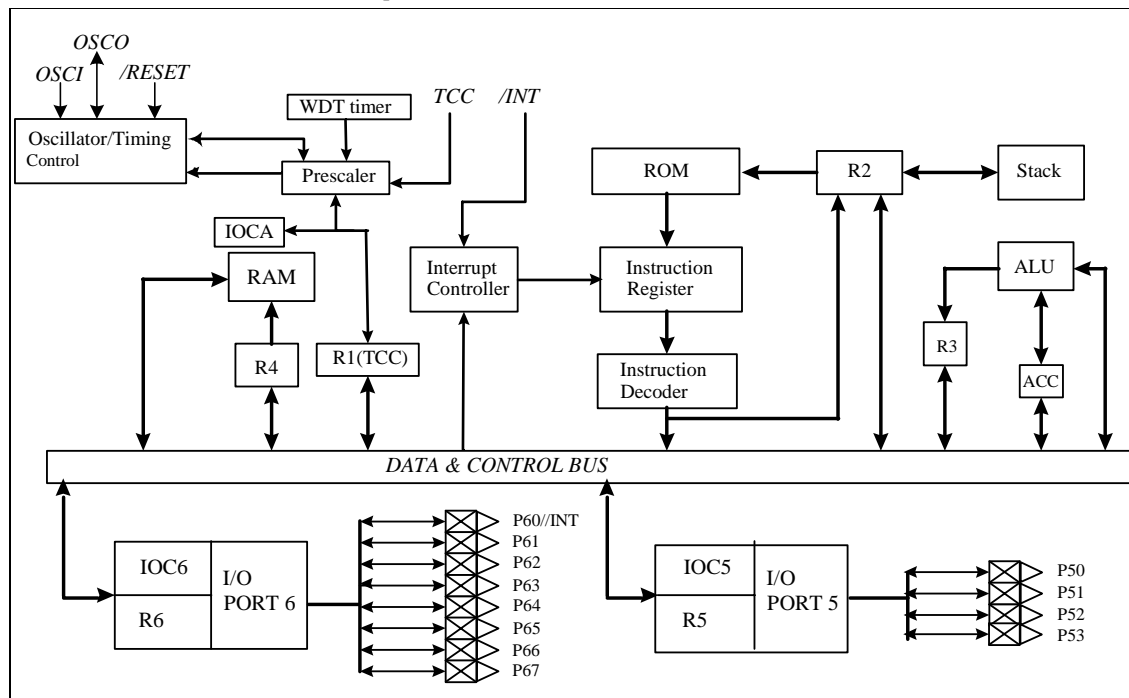 OSCO
OSCI
/RESET
TCC
/INT
WDT timer
Oscillator/Timing
Control
Prescaler
ROM
R2
Stack
IOCA
RAM
Interrupt
Controller
Instruction
Register
ALU
R4
R1(TCC)
R3
Instruction
Decoder
ACC
DATA & CONTROL BUS
P60//INT
P61
P62
P63
P64
P65
P66
P67
IOC6
I/O
PORT 6
R6
IOC5
I/O
PORT 5
R5
P50
P51
P52
P53